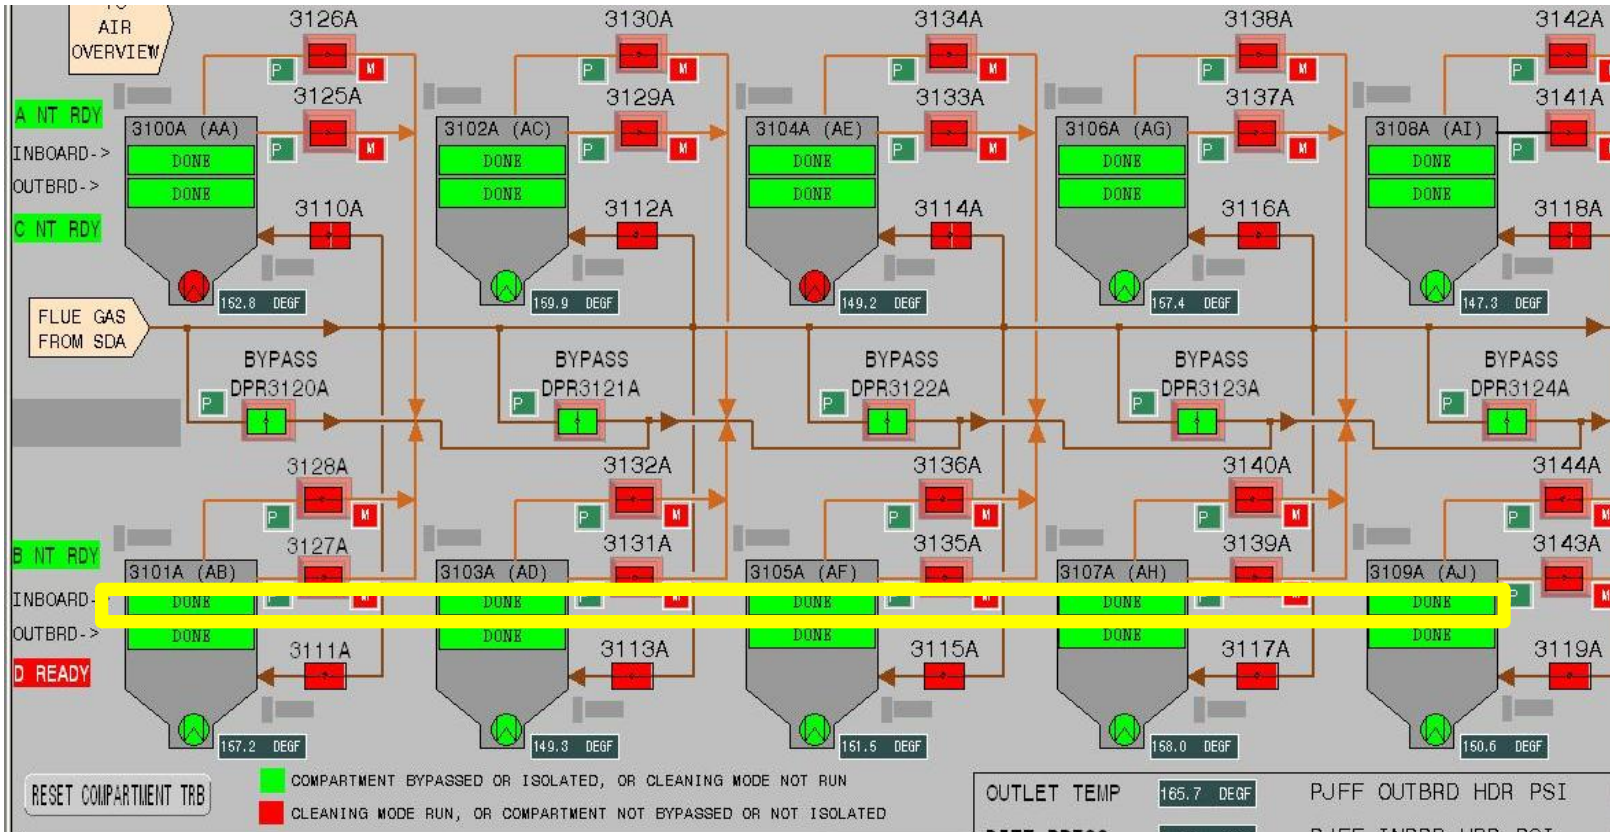 AIR
OVERVIEW
3126A
3130A
3134A
3138A
3142A
P M P M P M P M P
3125A
3129A
3133A
3137A
3141A
A NT RDY
3100A (AA)
3102A (AC)
3104A (AE)
3106A (AG)
3108A (AI)
P M P M P M P M P
INBOARD->
DONE DONE DONE DONE DONE
OUTBRD->
DONE DONE DONE DONE DONE
C NT RDY
3110A
3112A
3114A
3116A
3118A
152.8 DEGF
159.9 DEGF
149.2 DEGF
157.4 DEGF
147.3 DEGF
FLUE GAS
FROM SDA
BYPASS BYPASS BYPASS BYPASS BYPASS
DPR3120A
DPR3121A
DPR3122A
DPR3123A
DPR3124A
P P P P P
3128A
3132A
3136A
3140A
3144A
P M P M P M P M P
B NT RDY
3127A
3131A
3135A
3139A
3143A
3101A (AB)
3103A (AD)
3105A (AF)
3107A (AH)
3109A (AJ)
INBOARD-
DONE DONE DONE DONE DONE
P M P M P M P M P
OUTBRD->
DONE DONE DONE DONE DONE
D READY
3111A
3113A
3115A
3117A
3119A
157.2 DEGF
149.3 DEGF
151.5 DEGF
158.0 DEGF
150.6 DEGF
RESET COMPARTMENT TRB
COMPARTMENT BYPASSED OR ISOLATED, OR CLEANING MODE NOT RUN
CLEANING MODE RUN, OR COMPARTMENT NOT BYPASSED OR NOT ISOLATED
OUTLET TEMP 165.7 DEGF PJFF OUTBRD HDR PSI